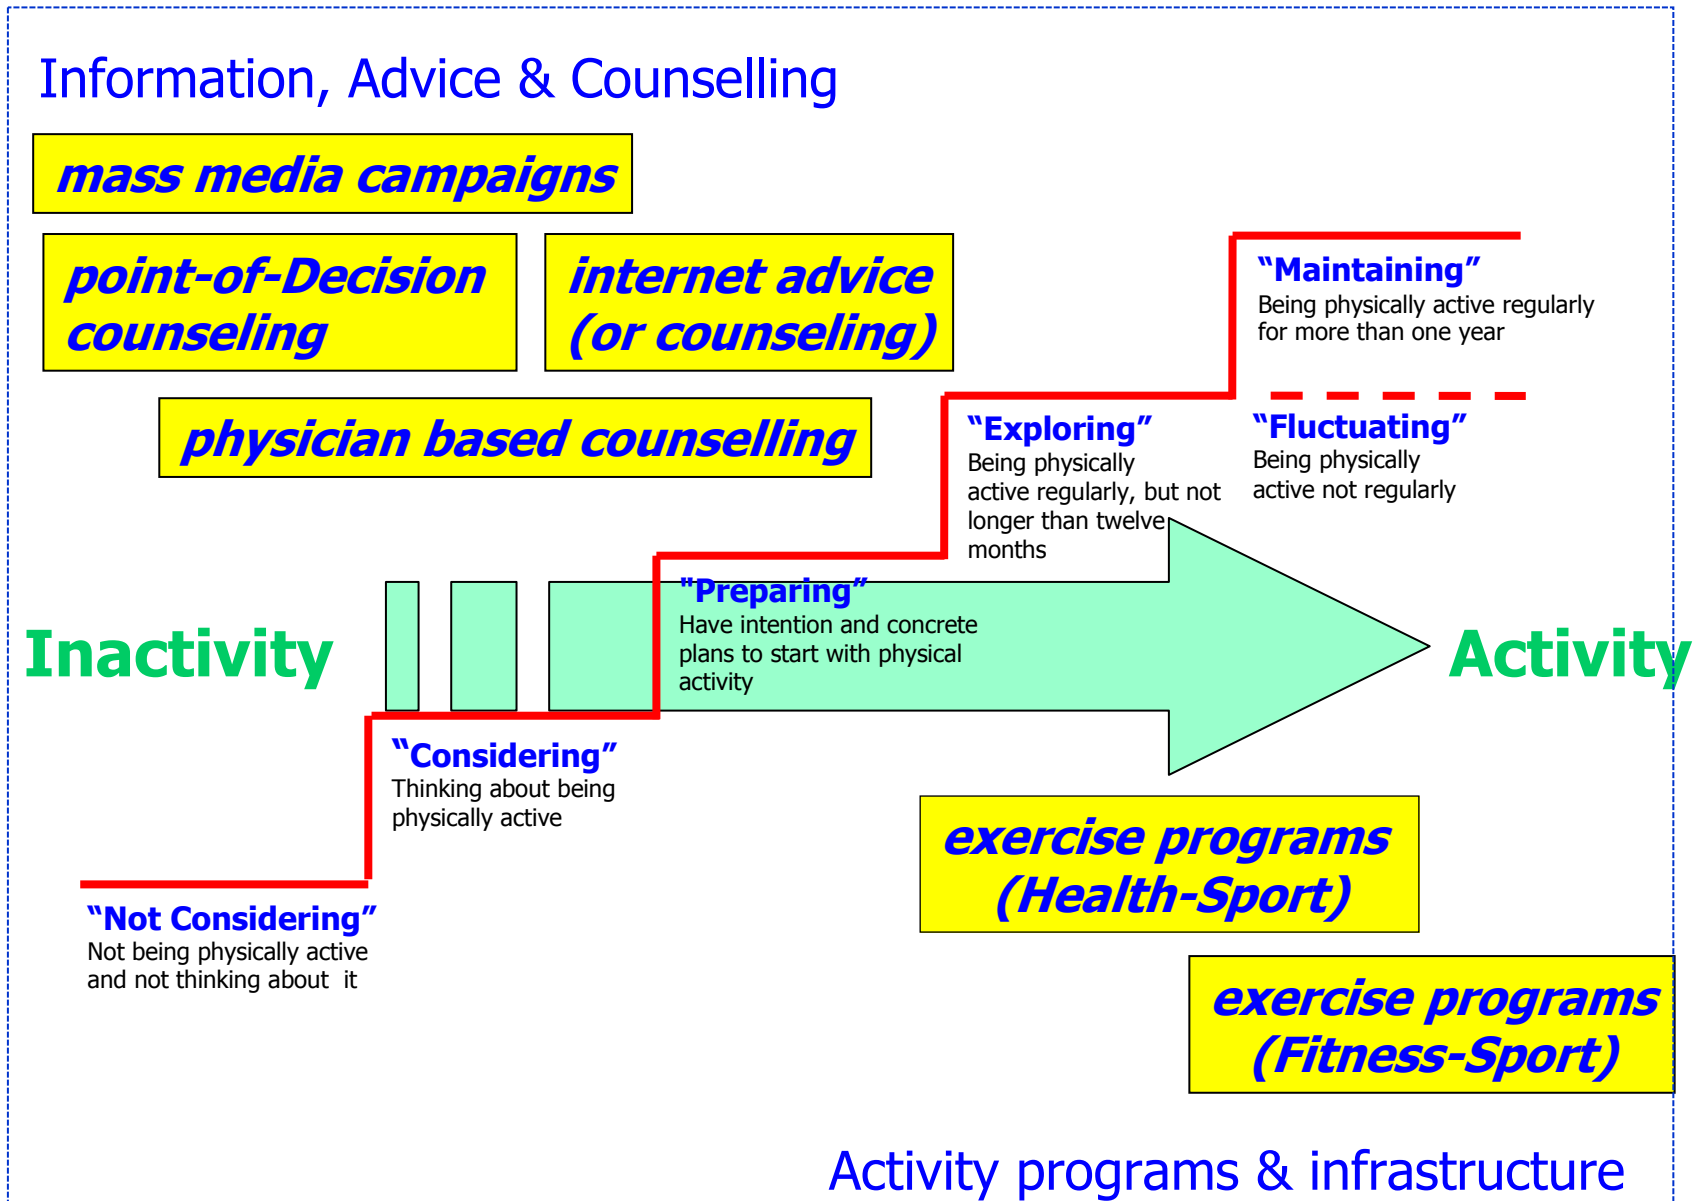 Information, Advice & Counselling
mass media campaigns
point-of-Decision
counseling
internet advice
(or counseling)
physician based counselling
“Maintaining”
Being physically active regularly
for more than one year
“Exploring”
Being physically
active regularly, but not
longer than twelve
months
“Fluctuating”
Being physically
active not regularly
"Preparing”
Have intention and concrete
plans to start with physical
activity
Inactivity
Activity
“Considering”
Thinking about being
physically active
“Not Considering”
Not being physically active
and not thinking about  it
exercise programs
(Health-Sport)
exercise programs
(Fitness-Sport)
Activity programs & infrastructure